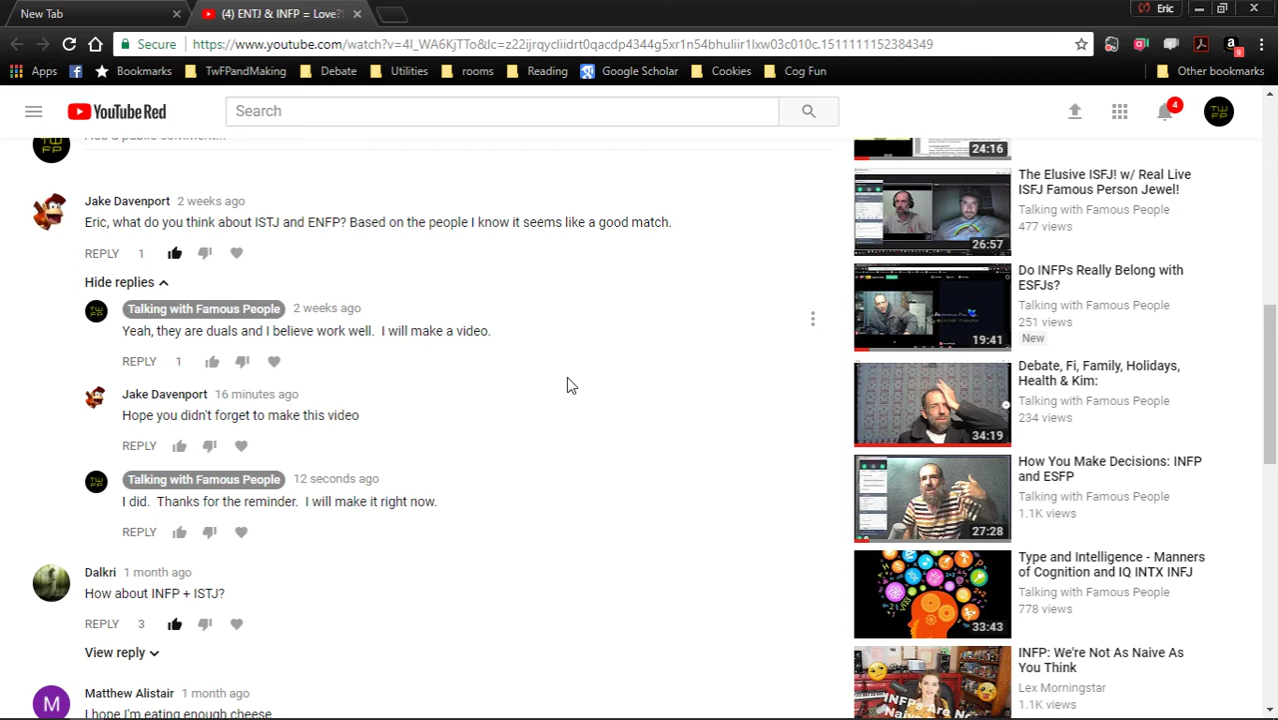 New Tab
(4) ENTJ & INFP = Love?
Eric
Secure
https://www.youtube.com/watch?v=4I_WA6KjTTo&lc=z22ijrqycliidrt0qacdp4344g5xr1n54bhuliir1lxw03c010c.1511111152384349
9
Apps
Bookmarks
TwFPandMaking
Debate
Utilities
rooms
Reading
Google Scholar
Cookies
Cog Fun
Other bookmarks
YouTube Red
Search
4
TWFP
TWFP
Add a public comment...
Jake Davenport 2 weeks ago
Eric, what do you think about ISTJ and ENFP? Based on the people I know it seems like a good match.
REPLY 1
Hide replies
Talking with Famous People 2 weeks ago
Yeah, they are duals and I believe work well. I will make a video.
REPLY 1
Jake Davenport 16 minutes ago
Hope you didn't forget to make this video
REPLY
Talking with Famous People 12 seconds ago
I did. Thanks for the reminder. I will make it right now.
REPLY
Dalkri 1 month ago
How about INFP + ISTJ?
REPLY 3
View reply
M
Matthew Alistair 1 month ago
I hope I'm eating enough cheese
24:16
The Elusive ISFJ! w/ Real Live
ISFJ Famous Person Jewel!
Talking with Famous People
477 views
26:57
Do INFPs Really Belong with
ESFJs?
Talking with Famous People
251 views
New
19:41
Debate, Fi, Family, Holidays,
Health & Kim:
Talking with Famous People
234 views
34:19
How You Make Decisions: INFP
and ESFP
Talking with Famous People
1.1K views
27:28
Type and Intelligence - Manners
of Cognition and IQ INTX INFJ
Talking with Famous People
778 views
33:43
INFP: We're Not As Naive As
You Think
Lex Morningstar
1.1K views
INFPs Are No